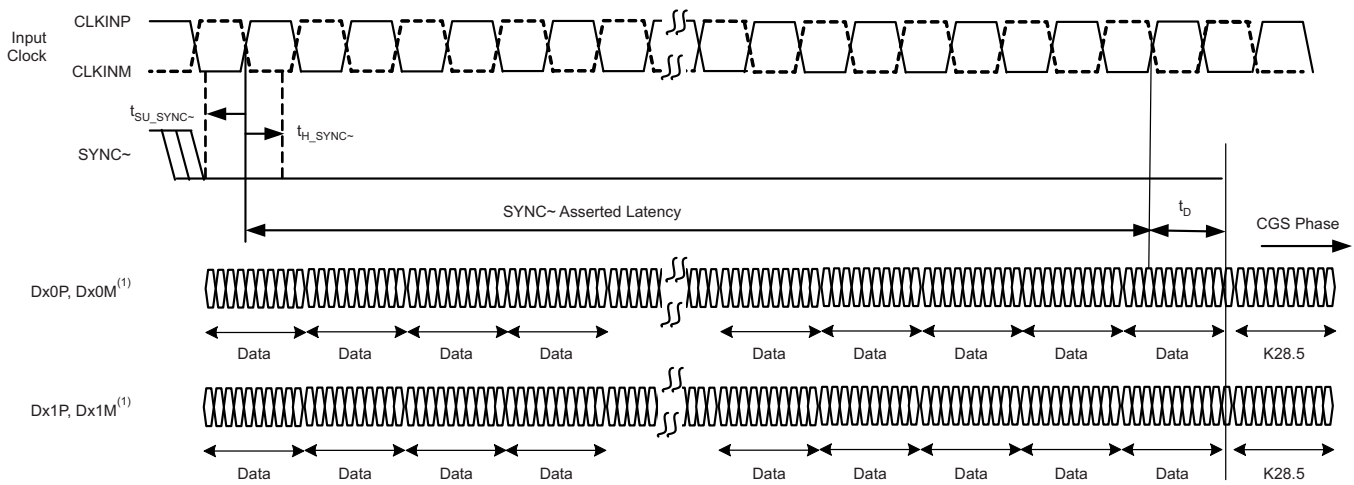 CLKINP
Input
Clock
CLKINM
tSU_SYNC~
tH_SYNC~
SYNC~
SYNC~ Asserted Latency
tD
CGS Phase
Dx0P, Dx0M(1)
Data Data Data Data Data Data Data Data Data K28.5
Dx1P, Dx1M(1)
Data Data Data Data Data Data Data Data Data K28.5